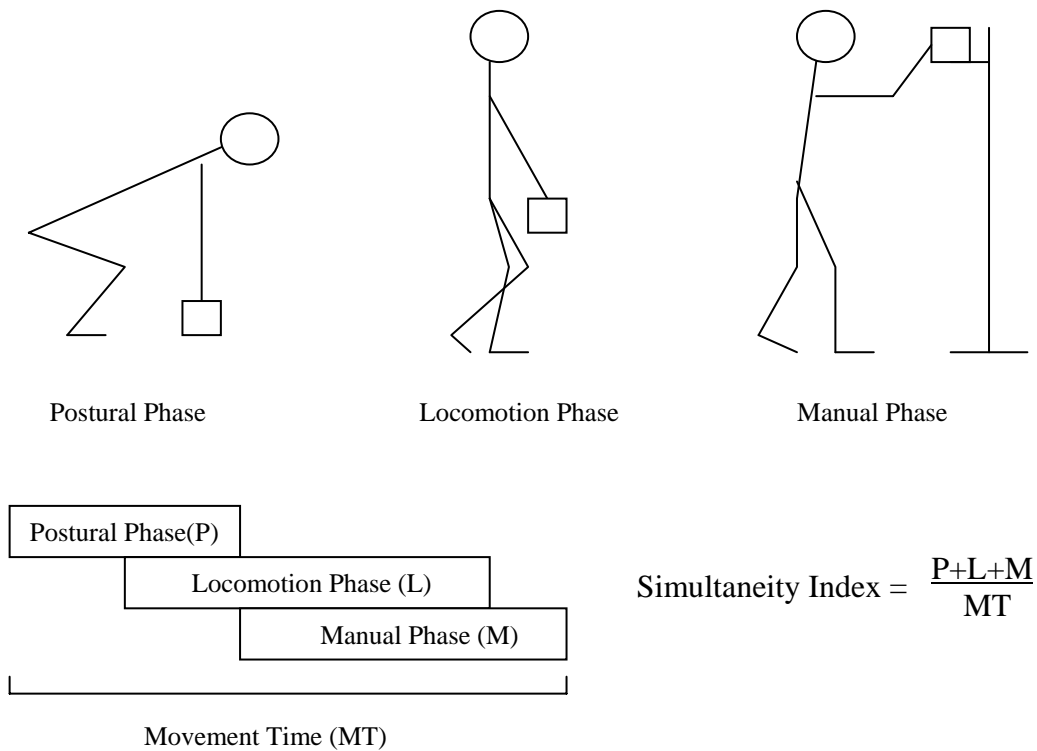 Postural Phase
Locomotion Phase
Manual Phase
Postural Phase(P)
Locomotion Phase (L)
Manual Phase (M)
Movement Time (MT)
Simultaneity Index = P+L+M
MT